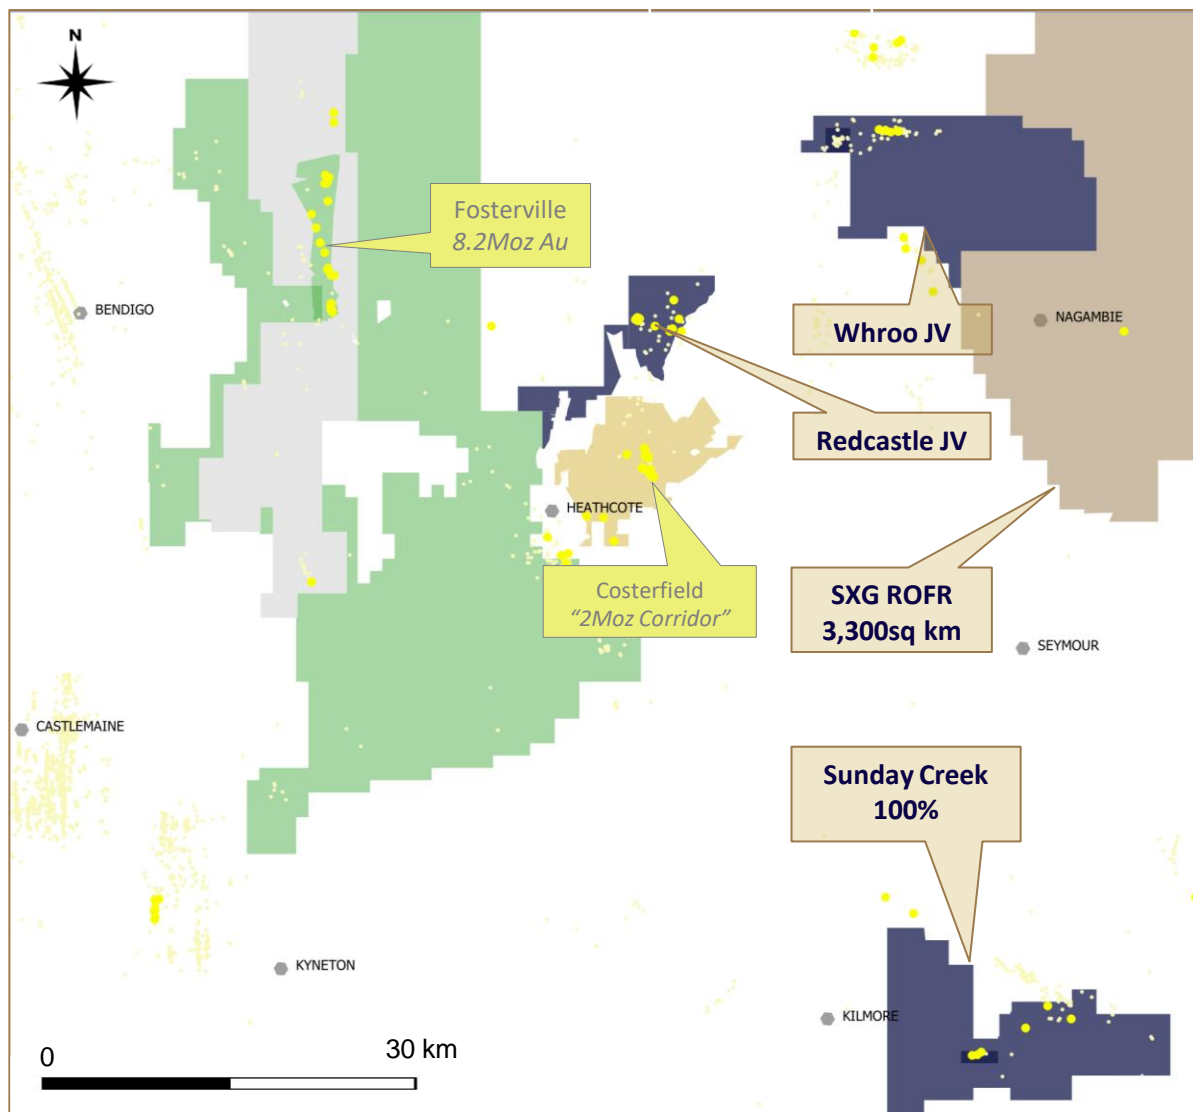 N
Fosterville
8.2Moz Au
BENDIGO
NAGAMBIE
Whroo JV
Redcastle JV
HEATHCOTE
Costerfield
“2Moz Corridor”
SXG ROFR
3,300sq km
SEYMOUR
CASTLEMAINE
Sunday Creek
100%
KYNETON
KILMORE
0
30 km